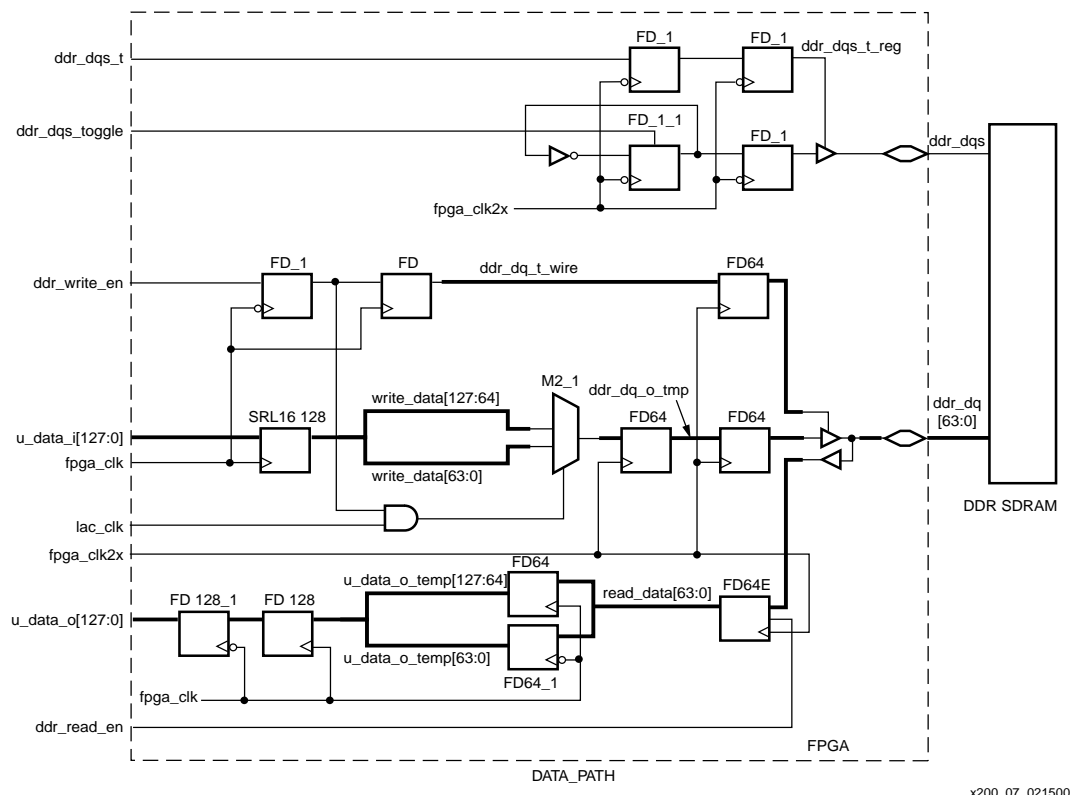 FD_1
FD_1
ddr_dqs_t_reg
ddr_dqs_t
ddr_dqs_toggle
FD_1_1
FD_1
ddr_dqs
fpga_clk2x
FD_1
FD
ddr_dq_t_wire
FD64
ddr_write_en
M2_1
ddr_dq_o_tmp
write_data[127:64]
SRL16 128
FD64
FD64
ddr_dq
[63:0]
u_data_i[127:0]
fpga_clk
write_data[63:0]
DDR SDRAM
lac_clk
fpga_clk2x
FD64
u_data_o_temp[127:64]
read_data[63:0]
FD64E
FD 128_1
FD 128
u_data_o[127:0]
u_data_o_temp[63:0]
FD64_1
fpga_clk
ddr_read_en
FPGA
DATA_PATH
x200_07_021500